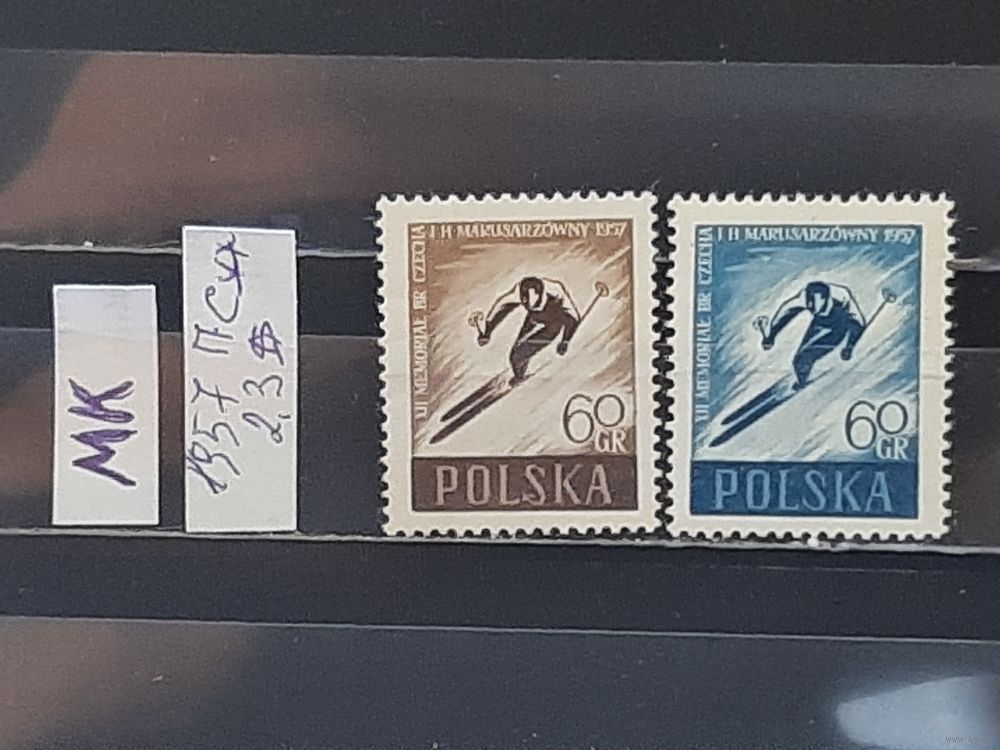 МК
1957 П Сер
2,3 $
XII MEMORIAŁ BR CZECHA
I H MARUSARZÓWNY 1957
60
GR
POLSKA
XII MEMORIAŁ BR CZECHA
I H MARUSARZÓWNY 1957
60
GR
POLSKA